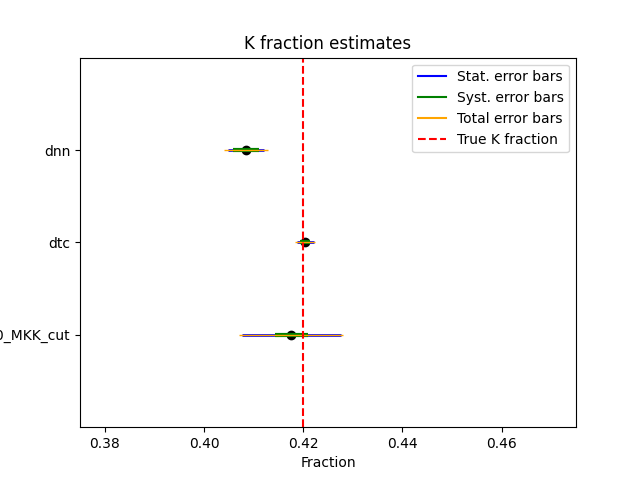 K fraction estimates
Stat. error bars
Syst. error bars
Total error bars
True K fraction
dnn
dtc
_MKK_cut
0.38 0.40 0.42 0.44 0.46
Fraction